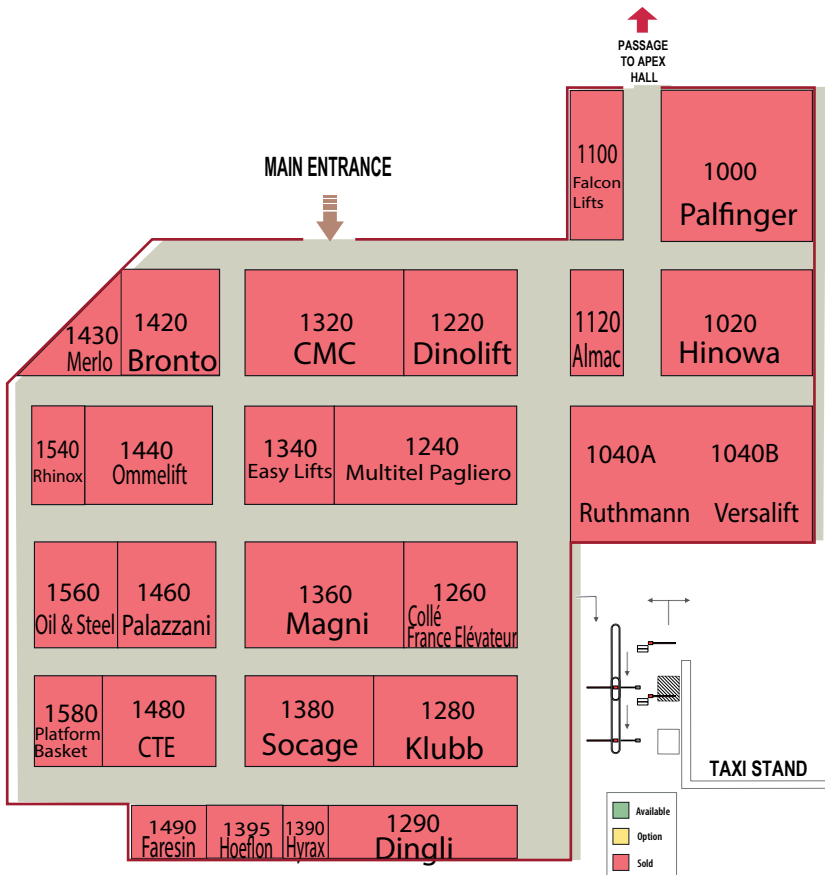 PASSAGE
TO APEX
HALL
MAIN ENTRANCE
1100
Falcon
Lifts
1000
Palfinger
1430
Merlo
1420
Bronto
1320
CMC
1220
Dinolift
1120
Almac
1020
Hinowa
1540
Rhinox
1440
Ommelift
1340
Easy Lifts
1240
Multitel Pagliero
1040A
Ruthmann
1040B
Versalift
1560
Oil & Steel
1460
Palazzani
1360
Magni
1260
Collé
France Elévateur
1580
Platform
Basket
1480
CTE
1380
Socage
1280
Klubb
1490
Faresin
1395
Hoeflon
1390
Hyrax
1290
Dingli
TAXI STAND
Available
Option
Sold